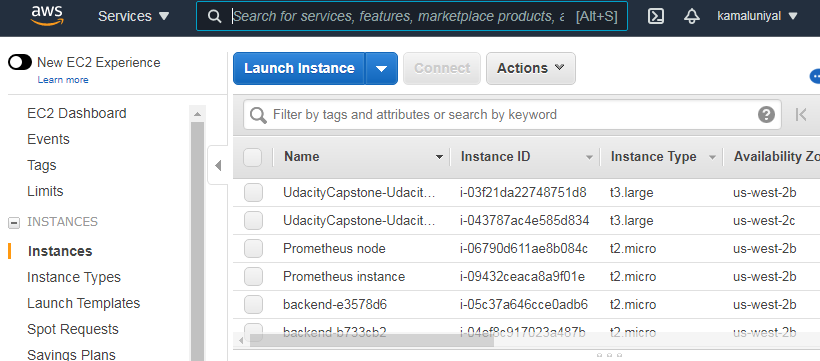 aws Services Search for services, features, marketplace products, a [Alt+S] kamaluniyal
New EC2 Experience
Learn more
EC2 Dashboard
Events
Tags
Limits
INSTANCES
Instances
Instance Types
Launch Templates
Spot Requests
Savings Plans
Launch Instance Connect Actions
Filter by tags and attributes or search by keyword
Name Instance ID Instance Type Availability Zo
UdacityCapstone-Udacit... i-03f21da22748751d8 t3.large us-west-2b
UdacityCapstone-Udacit... i-043787ac4e585d834 t3.large us-west-2c
Prometheus node i-06790d611ae8b084c t2.micro us-west-2b
Prometheus instance i-09432ceaca8a9f01e t2.micro us-west-2b
backend-e3578d6 i-05c37a646cce0adb6 t2.micro us-west-2b
backend-b733cb2 i-04ef8c917023a487b t2.micro us-west-2b